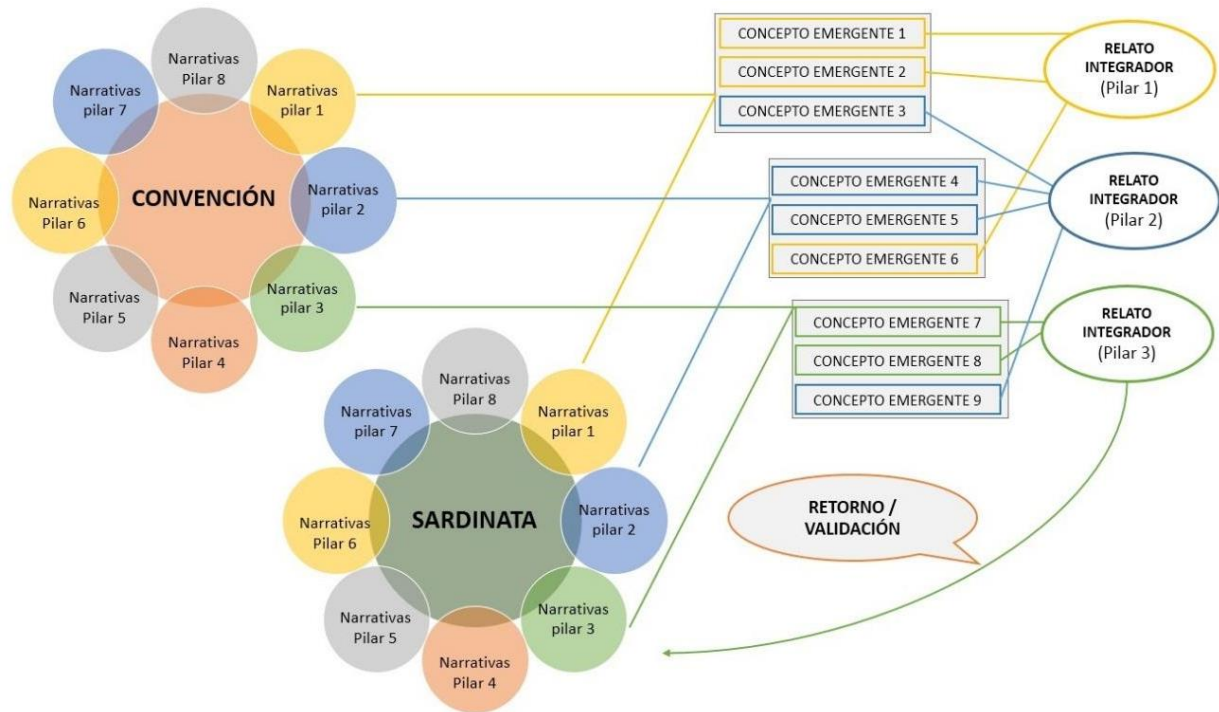 Narrativas
Pilar 8
Narrativas
pilar 1
Narrativas
pilar 2
Narrativas
pilar 3
Narrativas
Pilar 4
Narrativas
Pilar 5
Narrativas
Pilar 6
Narrativas
pilar 7
CONVENCIÓN
Narrativas
Pilar 8
Narrativas
pilar 1
Narrativas
pilar 2
Narrativas
pilar 3
Narrativas
Pilar 4
Narrativas
Pilar 5
Narrativas
Pilar 6
Narrativas
pilar 7
SARDINATA
CONCEPTO EMERGENTE 1
CONCEPTO EMERGENTE 2
CONCEPTO EMERGENTE 3
CONCEPTO EMERGENTE 4
CONCEPTO EMERGENTE 5
CONCEPTO EMERGENTE 6
CONCEPTO EMERGENTE 7
CONCEPTO EMERGENTE 8
CONCEPTO EMERGENTE 9
RELATO
INTEGRADOR
(Pilar 1)
RELATO
INTEGRADOR
(Pilar 2)
RELATO
INTEGRADOR
(Pilar 3)
RETORNO /
VALIDACIÓN